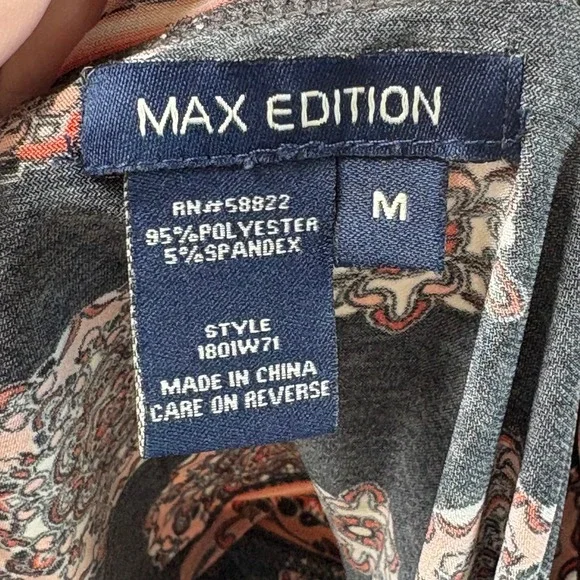 MAX EDITION
M
RN#58822
95%POLYESTER
5%SPANDEX
STYLE
1801W71
MADE IN CHINA
CARE ON REVERSE